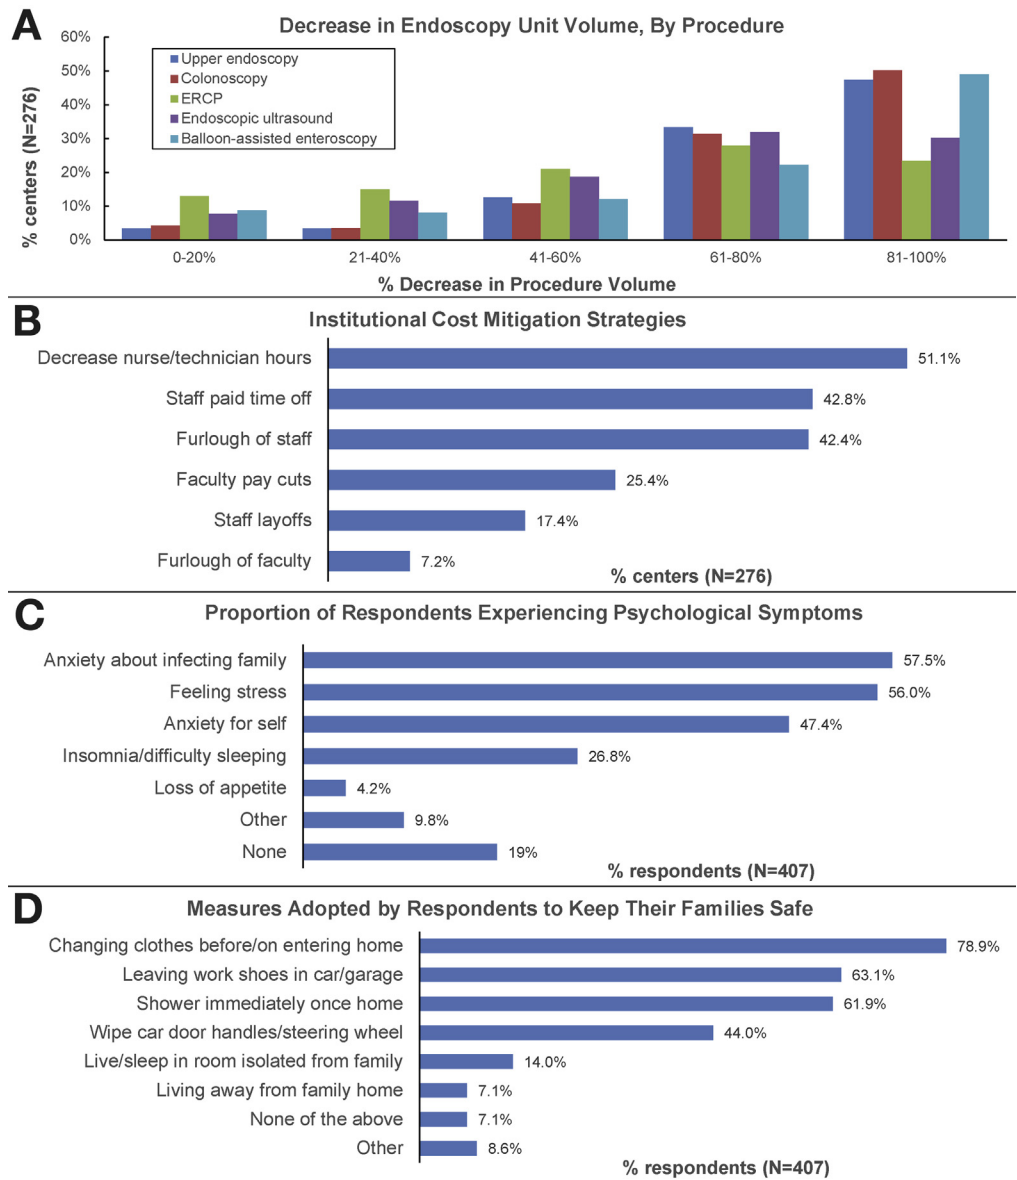 A
Decrease in Endoscopy Unit Volume, By Procedure
% centers (N=276)
60%
50%
40%
30%
20%
10%
0%
Upper endoscopy
Colonoscopy
ERCP
Endoscopic ultrasound
Balloon-assisted enteroscopy
0-20% 21-40% 41-60% 61-80% 81-100%
% Decrease in Procedure Volume
B
Institutional Cost Mitigation Strategies
Decrease nurse/technician hours 51.1%
Staff paid time off 42.8%
Furlough of staff 42.4%
Faculty pay cuts 25.4%
Staff layoffs 17.4%
Furlough of faculty 7.2%
% centers (N=276)
C
Proportion of Respondents Experiencing Psychological Symptoms
Anxiety about infecting family 57.5%
Feeling stress 56.0%
Anxiety for self 47.4%
Insomnia/difficulty sleeping 26.8%
Loss of appetite 4.2%
Other 9.8%
None 19%
% respondents (N=407)
D
Measures Adopted by Respondents to Keep Their Families Safe
Changing clothes before/on entering home 78.9%
Leaving work shoes in car/garage 63.1%
Shower immediately once home 61.9%
Wipe car door handles/steering wheel 44.0%
Live/sleep in room isolated from family 14.0%
Living away from family home 7.1%
None of the above 7.1%
Other 8.6%
% respondents (N=407)